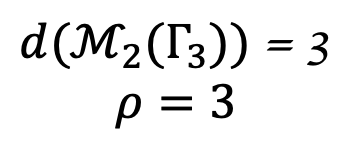 d(ℳ₂(Γ₃)) = 3
ρ = 3